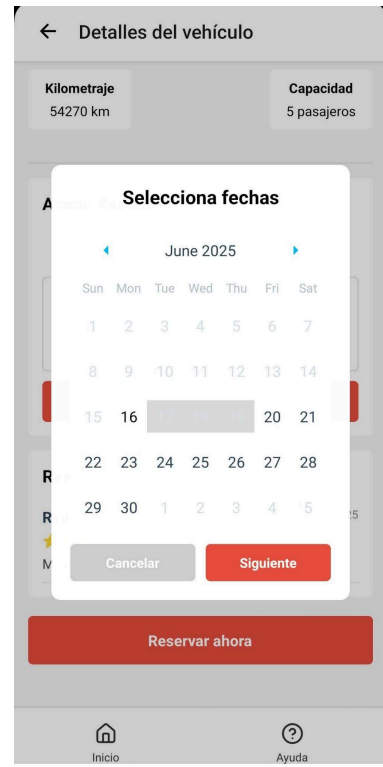 Detalles del vehículo
Kilometraje
54270 km
Capacidad
5 pasajeros
Selecciona fechas
June 2025
Sun Mon Tue Wed Thu Fri Sat
1 2 3 4 5 6 7
8 9 10 11 12 13 14
15 16 17 18 19 20 21
22 23 24 25 26 27 28
29 30 1 2 3 4 5
Cancelar
Siguiente
Reservar ahora
Inicio
Ayuda